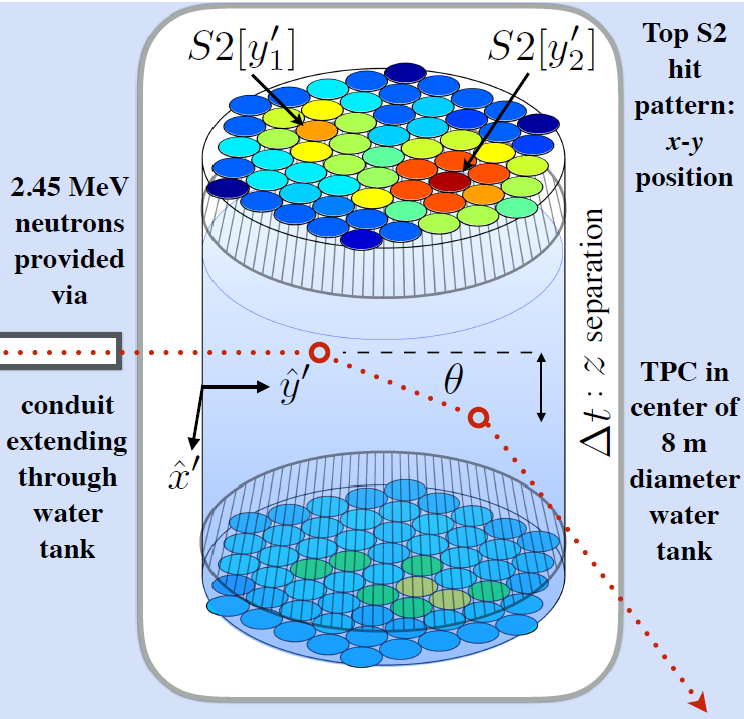 S2[y′₁]
S2[y′₂]
Top S2
hit
pattern:
x-y
position
2.45 MeV
neutrons
provided
via
Δt : z separation
θ
ŷ′
x̂′
conduit
extending
through
water
tank
TPC in
center of
8 m
diameter
water
tank